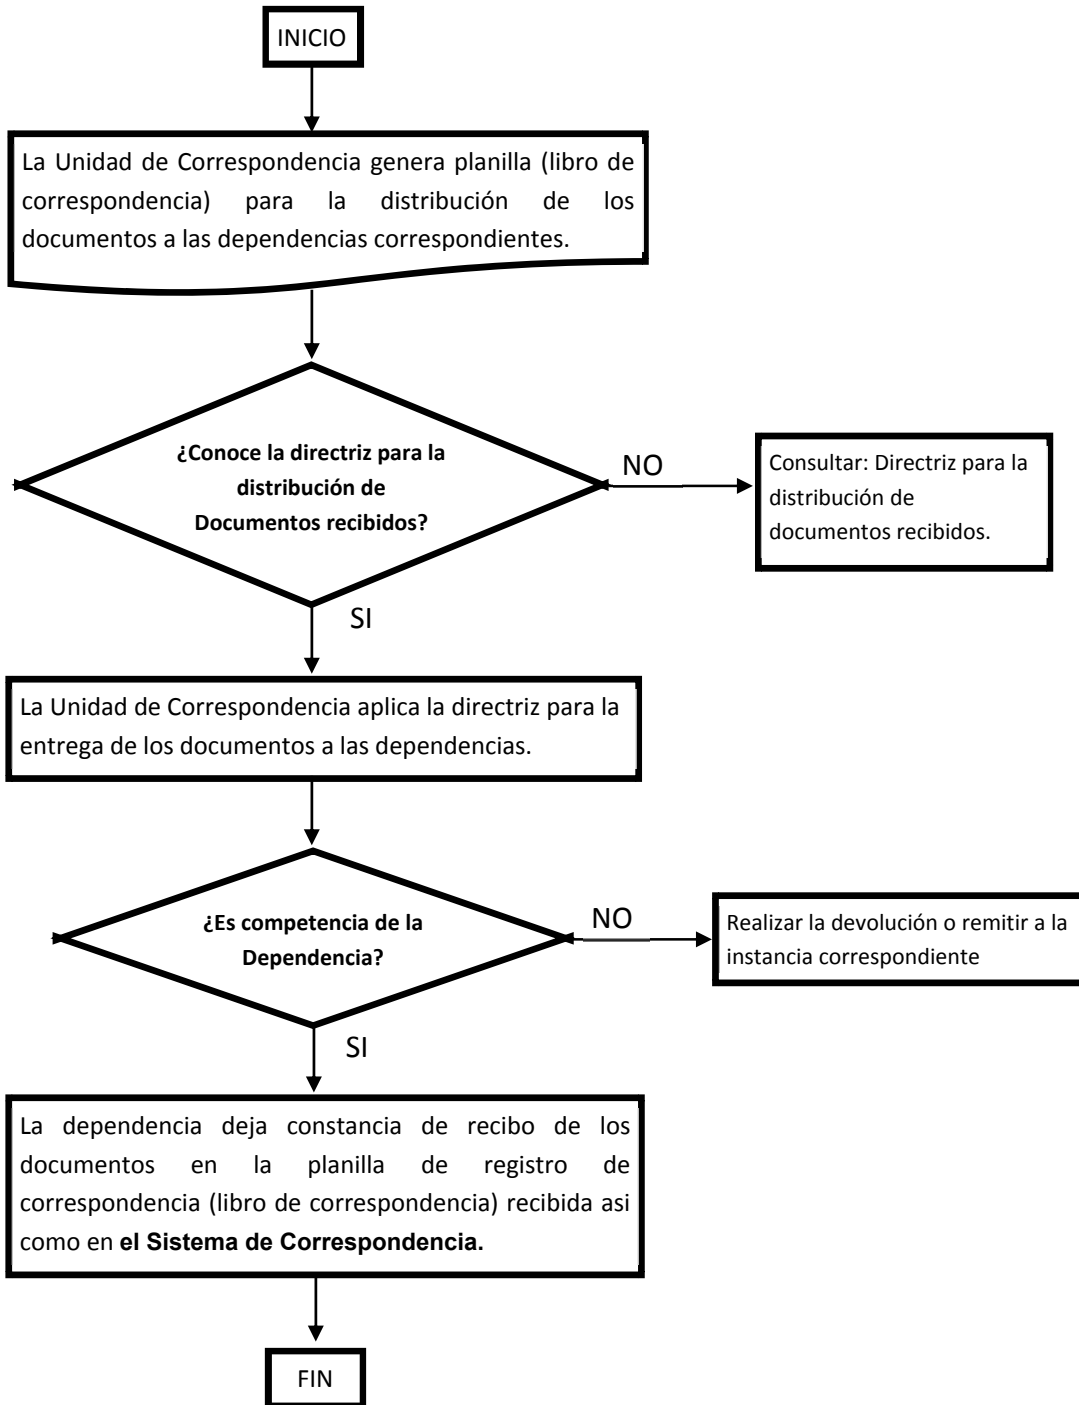 INICIO
La Unidad de Correspondencia genera planilla (libro de
correspondencia) para la distribución de los
documentos a las dependencias correspondientes.
¿Conoce la directriz para la
distribución de
Documentos recibidos?
NO
Consultar: Directriz para la
distribución de
documentos recibidos.
SI
La Unidad de Correspondencia aplica la directriz para la
entrega de los documentos a las dependencias.
¿Es competencia de la
Dependencia?
NO
Realizar la devolución o remitir a la
instancia correspondiente
SI
La dependencia deja constancia de recibo de los
documentos en la planilla de registro de
correspondencia (libro de correspondencia) recibida asi
como en el Sistema de Correspondencia.
FIN